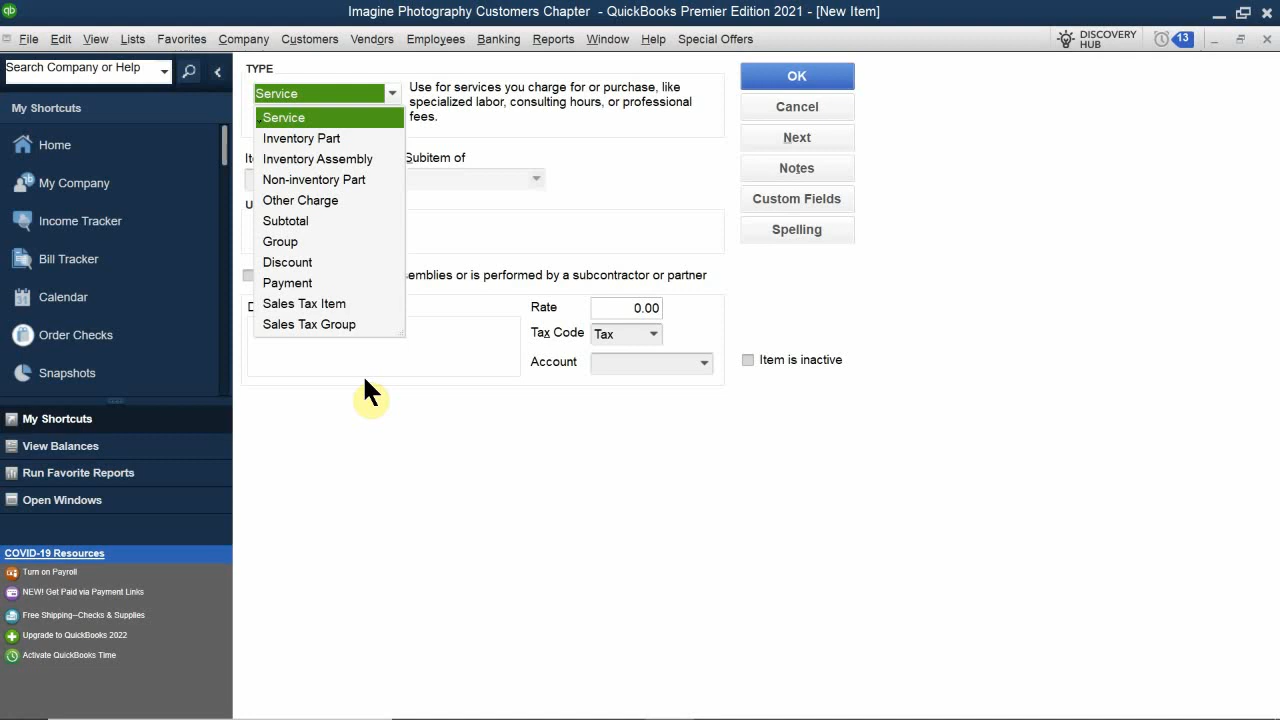 Imagine Photography Customers Chapter - QuickBooks Premier Edition 2021 - [New Item]
File Edit View Lists Favorites Company Customers Vendors Employees Banking Reports Window Help Special Offers
DISCOVERY
HUB
13
Search Company or Help
My Shortcuts
Home
My Company
Income Tracker
Bill Tracker
Calendar
Order Checks
Snapshots
My Shortcuts
View Balances
Run Favorite Reports
Open Windows
COVID-19 Resources
Turn on Payroll
NEW! Get Paid via Payment Links
Free Shipping--Checks & Supplies
Upgrade to QuickBooks 2022
Activate QuickBooks Time
TYPE
Service
Use for services you charge for or purchase, like
specialized labor, consulting hours, or professional
fees.
Service
Inventory Part
Inventory Assembly
Non-inventory Part
Other Charge
Subtotal
Group
Discount
Payment
Sales Tax Item
Sales Tax Group
Subitem of
emblies or is performed by a subcontractor or partner
Rate 0.00
Tax Code Tax
Account
OK
Cancel
Next
Notes
Custom Fields
Spelling
Item is inactive